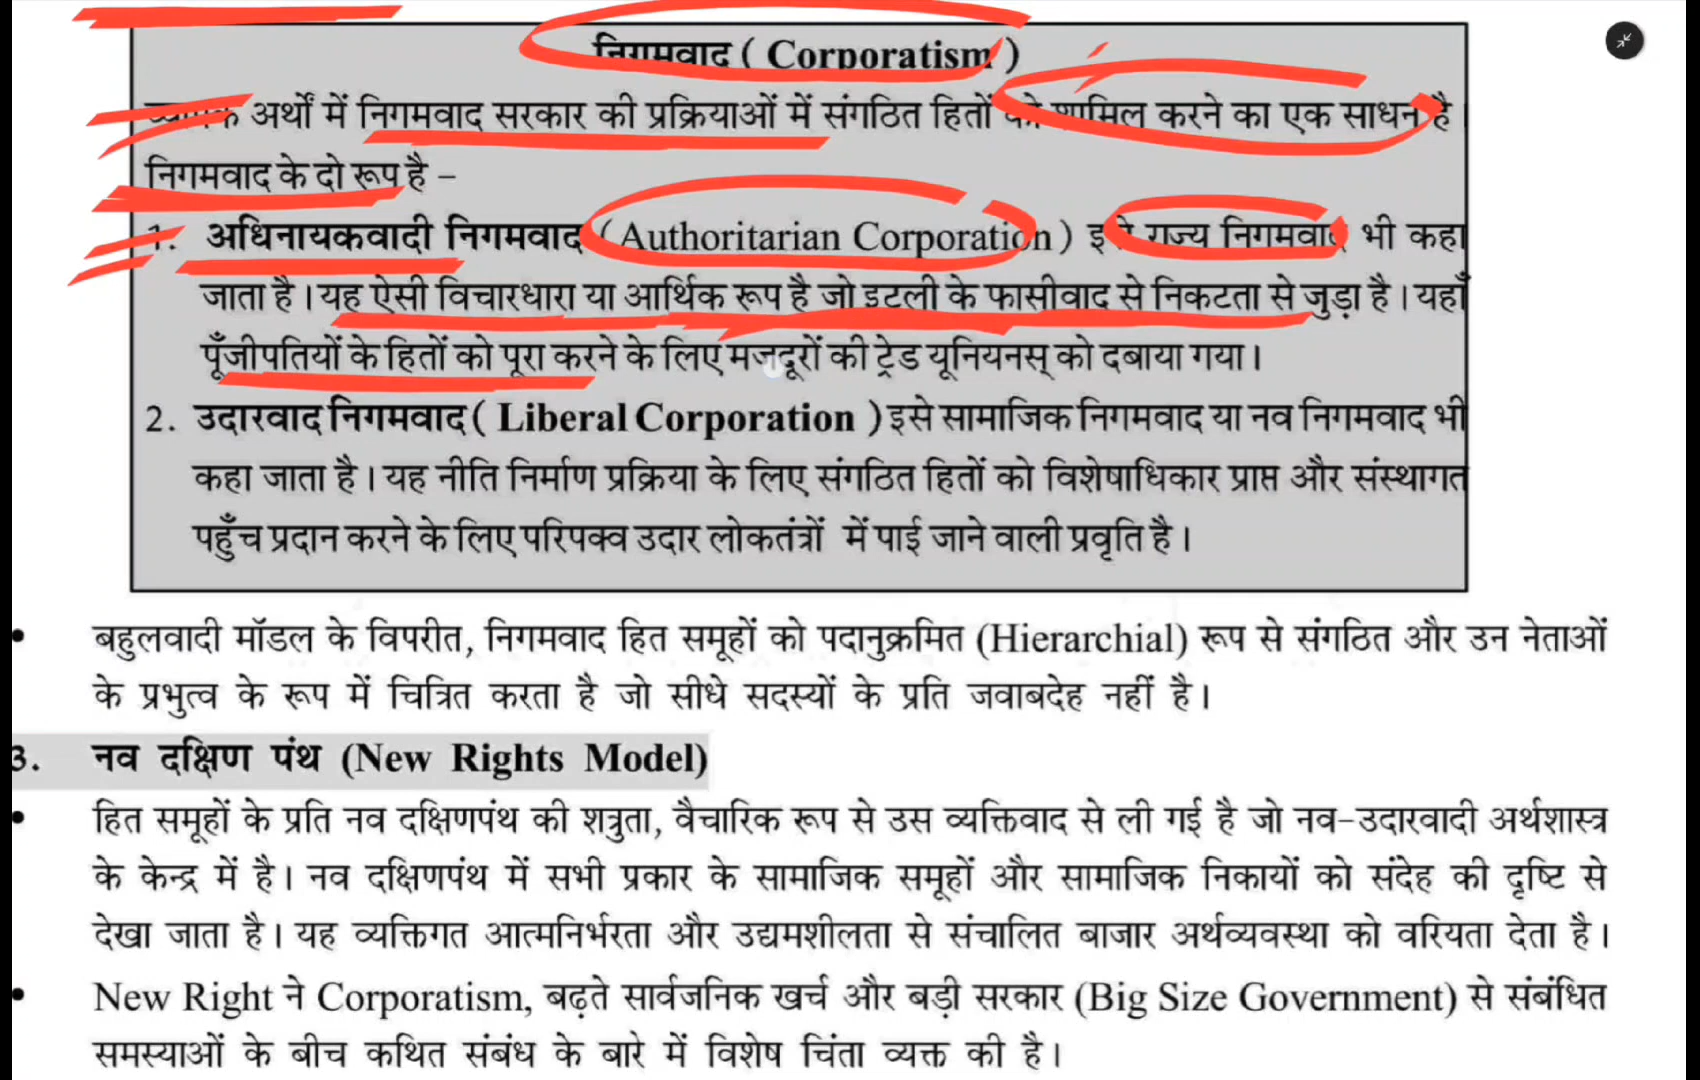 निगमवाद ( Corporatism )
व्यापक अर्थों में निगमवाद सरकार की प्रक्रियाओं में संगठित हितों को शामिल करने का एक साधन है।
निगमवाद के दो रूप है –
1. अधिनायकवादी निगमवाद ( Authoritarian Corporation ) इसे राज्य निगमवाद भी कहा
जाता है। यह ऐसी विचारधारा या आर्थिक रूप है जो इटली के फासीवाद से निकटता से जुड़ा है। यहाँ
पूँजीपतियों के हितों को पूरा करने के लिए मजदूरों की ट्रेड यूनियनस् को दबाया गया।
2. उदारवाद निगमवाद ( Liberal Corporation ) इसे सामाजिक निगमवाद या नव निगमवाद भी
कहा जाता है। यह नीति निर्माण प्रक्रिया के लिए संगठित हितों को विशेषाधिकार प्राप्त और संस्थागत
पहुँच प्रदान करने के लिए परिपक्व उदार लोकतंत्रों में पाई जाने वाली प्रवृति है।
• बहुलवादी मॉडल के विपरीत, निगमवाद हित समूहों को पदानुक्रमित (Hierarchial) रूप से संगठित और उन नेताओं
के प्रभुत्व के रूप में चित्रित करता है जो सीधे सदस्यों के प्रति जवाबदेह नहीं है।
3. नव दक्षिण पंथ (New Rights Model)
• हित समूहों के प्रति नव दक्षिणपंथ की शत्रुता, वैचारिक रूप से उस व्यक्तिवाद से ली गई है जो नव-उदारवादी अर्थशास्त्र
के केन्द्र में है। नव दक्षिणपंथ में सभी प्रकार के सामाजिक समूहों और सामाजिक निकायों को संदेह की दृष्टि से
देखा जाता है। यह व्यक्तिगत आत्मनिर्भरता और उद्यमशीलता से संचालित बाजार अर्थव्यवस्था को वरियता देता है।
• New Right ने Corporatism, बढ़ते सार्वजनिक खर्च और बड़ी सरकार (Big Size Government) से संबंधित
समस्याओं के बीच कथित संबंध के बारे में विशेष चिंता व्यक्त की है।